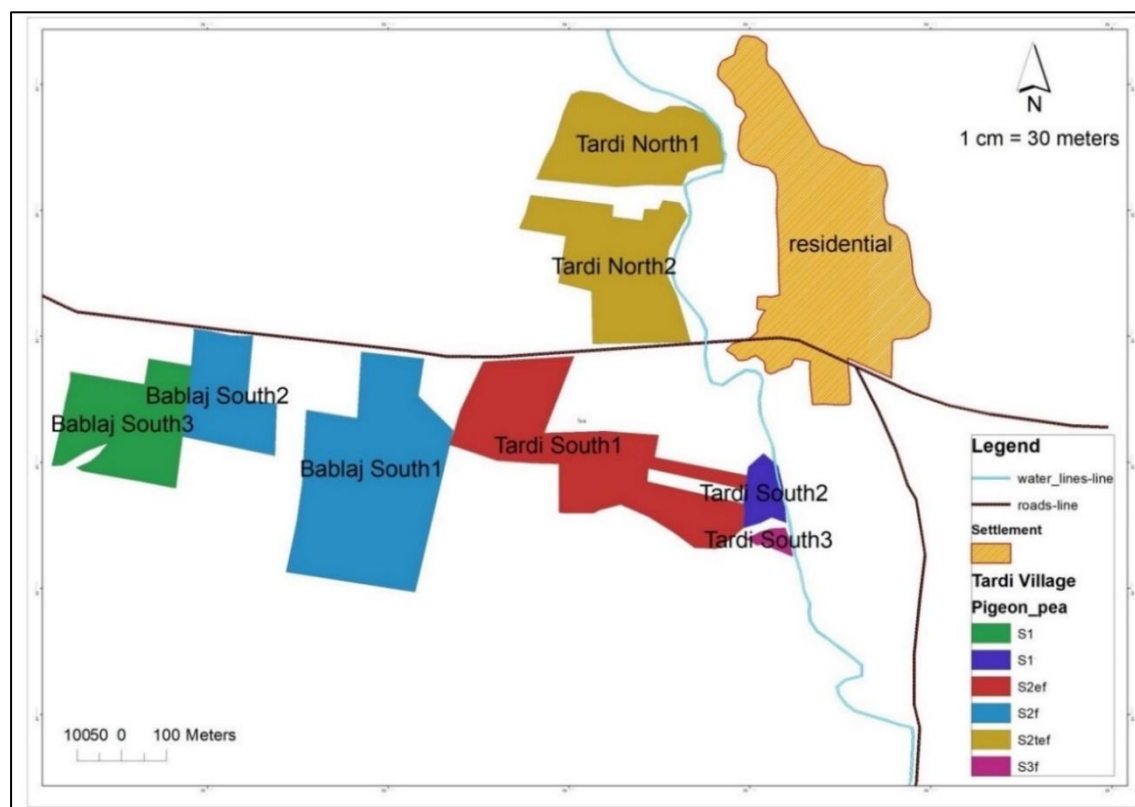 N
1 cm = 30 meters
Tardi North1
residential
Tardi North2
Bablaj South2
Bablaj South3
Tardi South1
Bablaj South1
Tardi South2
Tardi South3
Legend
water_lines-line
roads-line
Settlement
Tardi Village
Pigeon_pea
S1
S1
S2ef
S2f
S2tef
S3f
10050 0 100 Meters